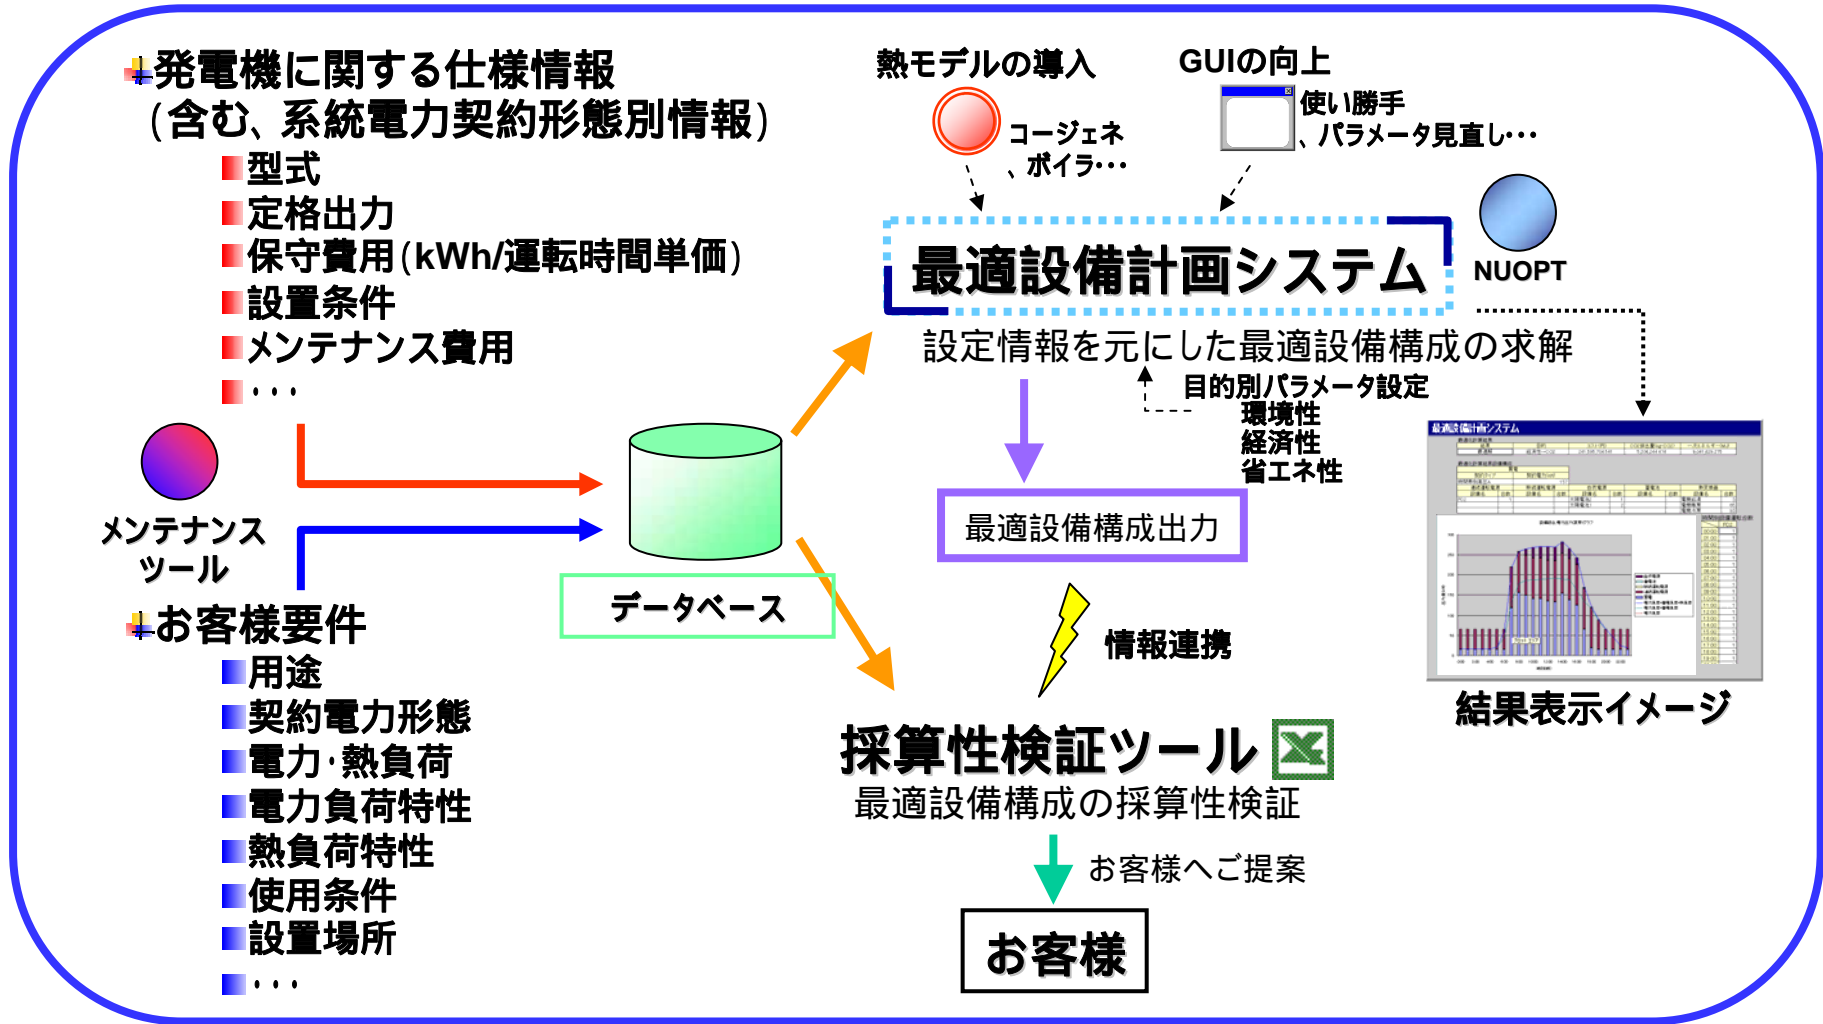 発電機に関する仕様情報
(含む、系統電力契約形態別情報)
型式
定格出力
保守費用(kWh/運転時間単価)
設置条件
メンテナンス費用
・・・
メンテナンス
ツール
お客様要件
用途
契約電力形態
電力・熱負荷
電力負荷特性
熱負荷特性
使用条件
設置場所
・・・
データベース
熱モデルの導入
コージェネ
、ボイラ・・・
GUIの向上
使い勝手
、パラメータ見直し・・・
最適設備計画システム
NUOPT
設定情報を元にした最適設備構成の求解
目的別パラメータ設定
環境性
経済性
省エネ性
最適設備構成出力
情報連携
採算性検証ツール
最適設備構成の採算性検証
お客様へご提案
お客様
最適設備計画システム
結果表示イメージ